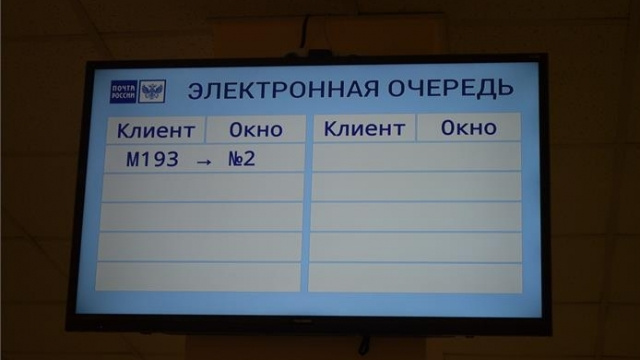 ПОЧТА РОССИИ
ЭЛЕКТРОННАЯ ОЧЕРЕДЬ
Клиент Окно Клиент Окно
М193 → №2